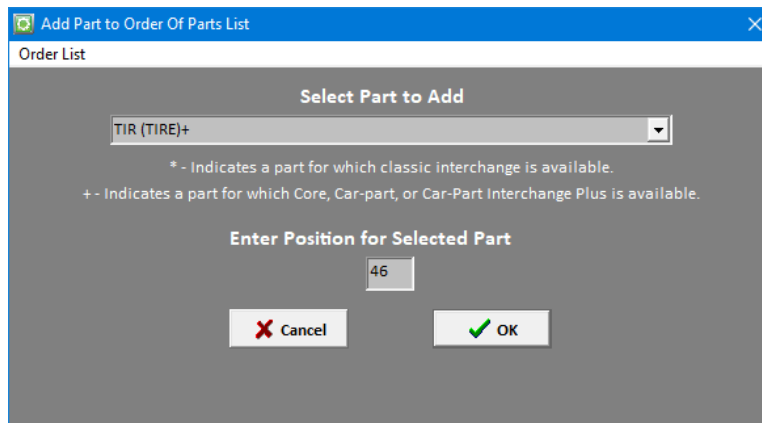 Add Part to Order Of Parts List
Order List
Select Part to Add
TIR (TIRE)+
* - Indicates a part for which classic interchange is available.
+ - Indicates a part for which Core, Car-part, or Car-Part Interchange Plus is available.
Enter Position for Selected Part
46
Cancel
OK